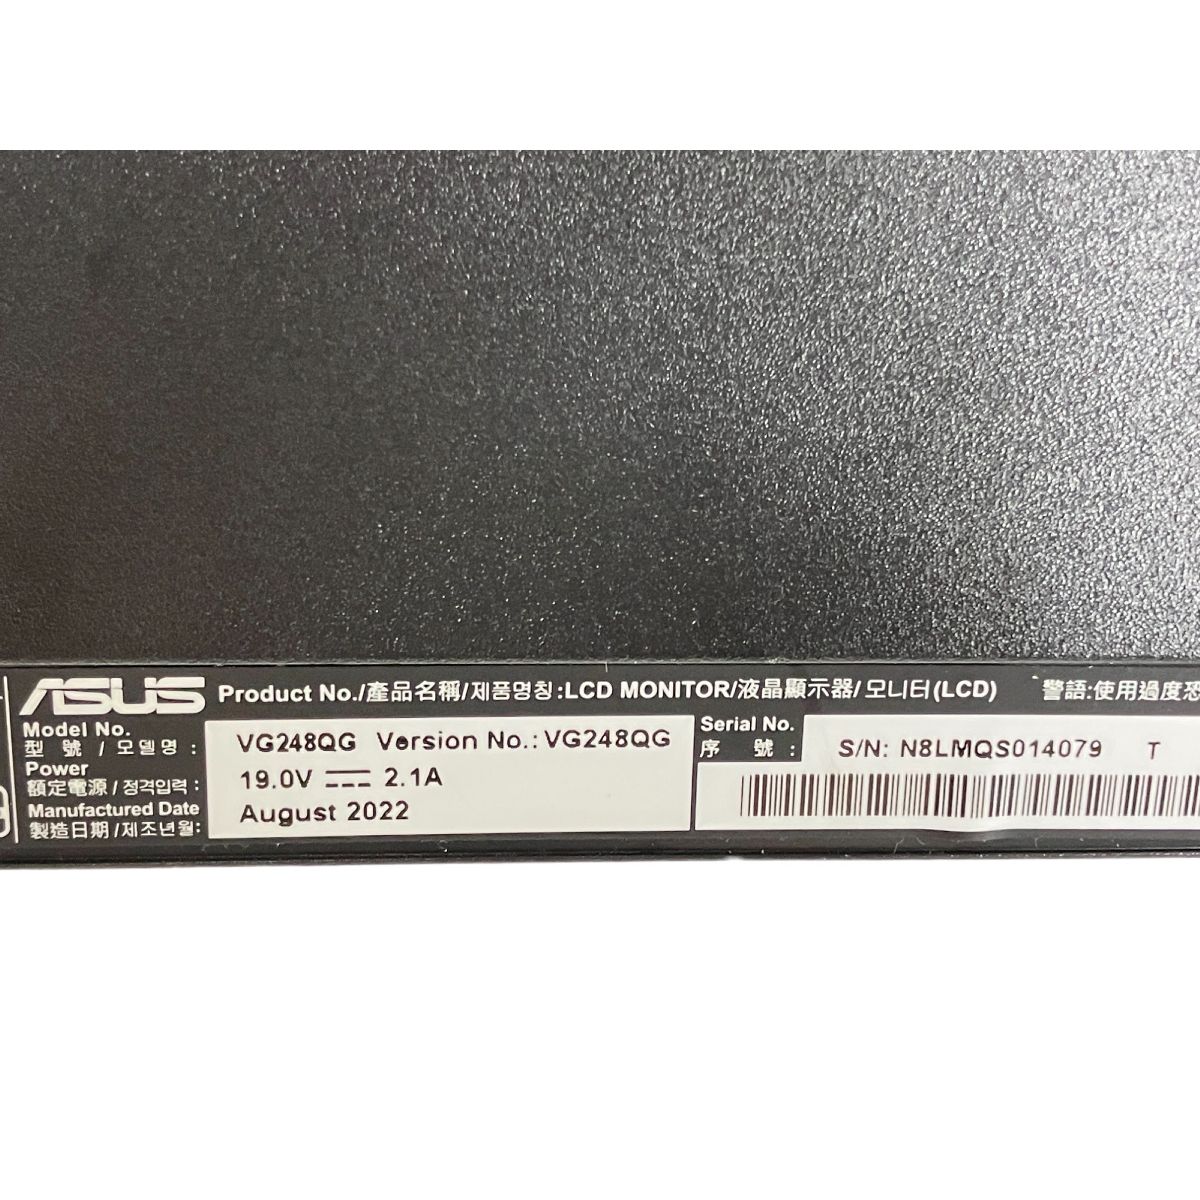 ASUS Product No./產品名稱/제품명칭:LCD MONITOR/液晶顯示器/모니터(LCD) 警語:使用過度恐
Model No.
型 號 / 모델명 : VG248QG Version No.: VG248QG
Power
額定電源 / 정격입력 : 19.0V 2.1A
Manufactured Date
製造日期 /제조년월: August 2022
Serial No.
序 號 : S/N: N8LMQS014079 T